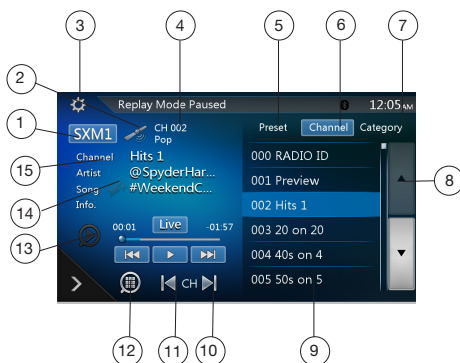 3
4
5
6
7
2
Replay Mode Paused
12:05 AM
1
SXM1
CH 002
Pop
Preset
Channel
Category
15
Channel
Hits 1
Artist
@SpyderHar...
Song
#WeekendC...
Info.
14
000 RADIO ID
001 Preview
002 Hits 1
003 20 on 20
004 40s on 4
005 50s on 5
8
13
00:01
Live
-01:57
CH
12
11
10
9